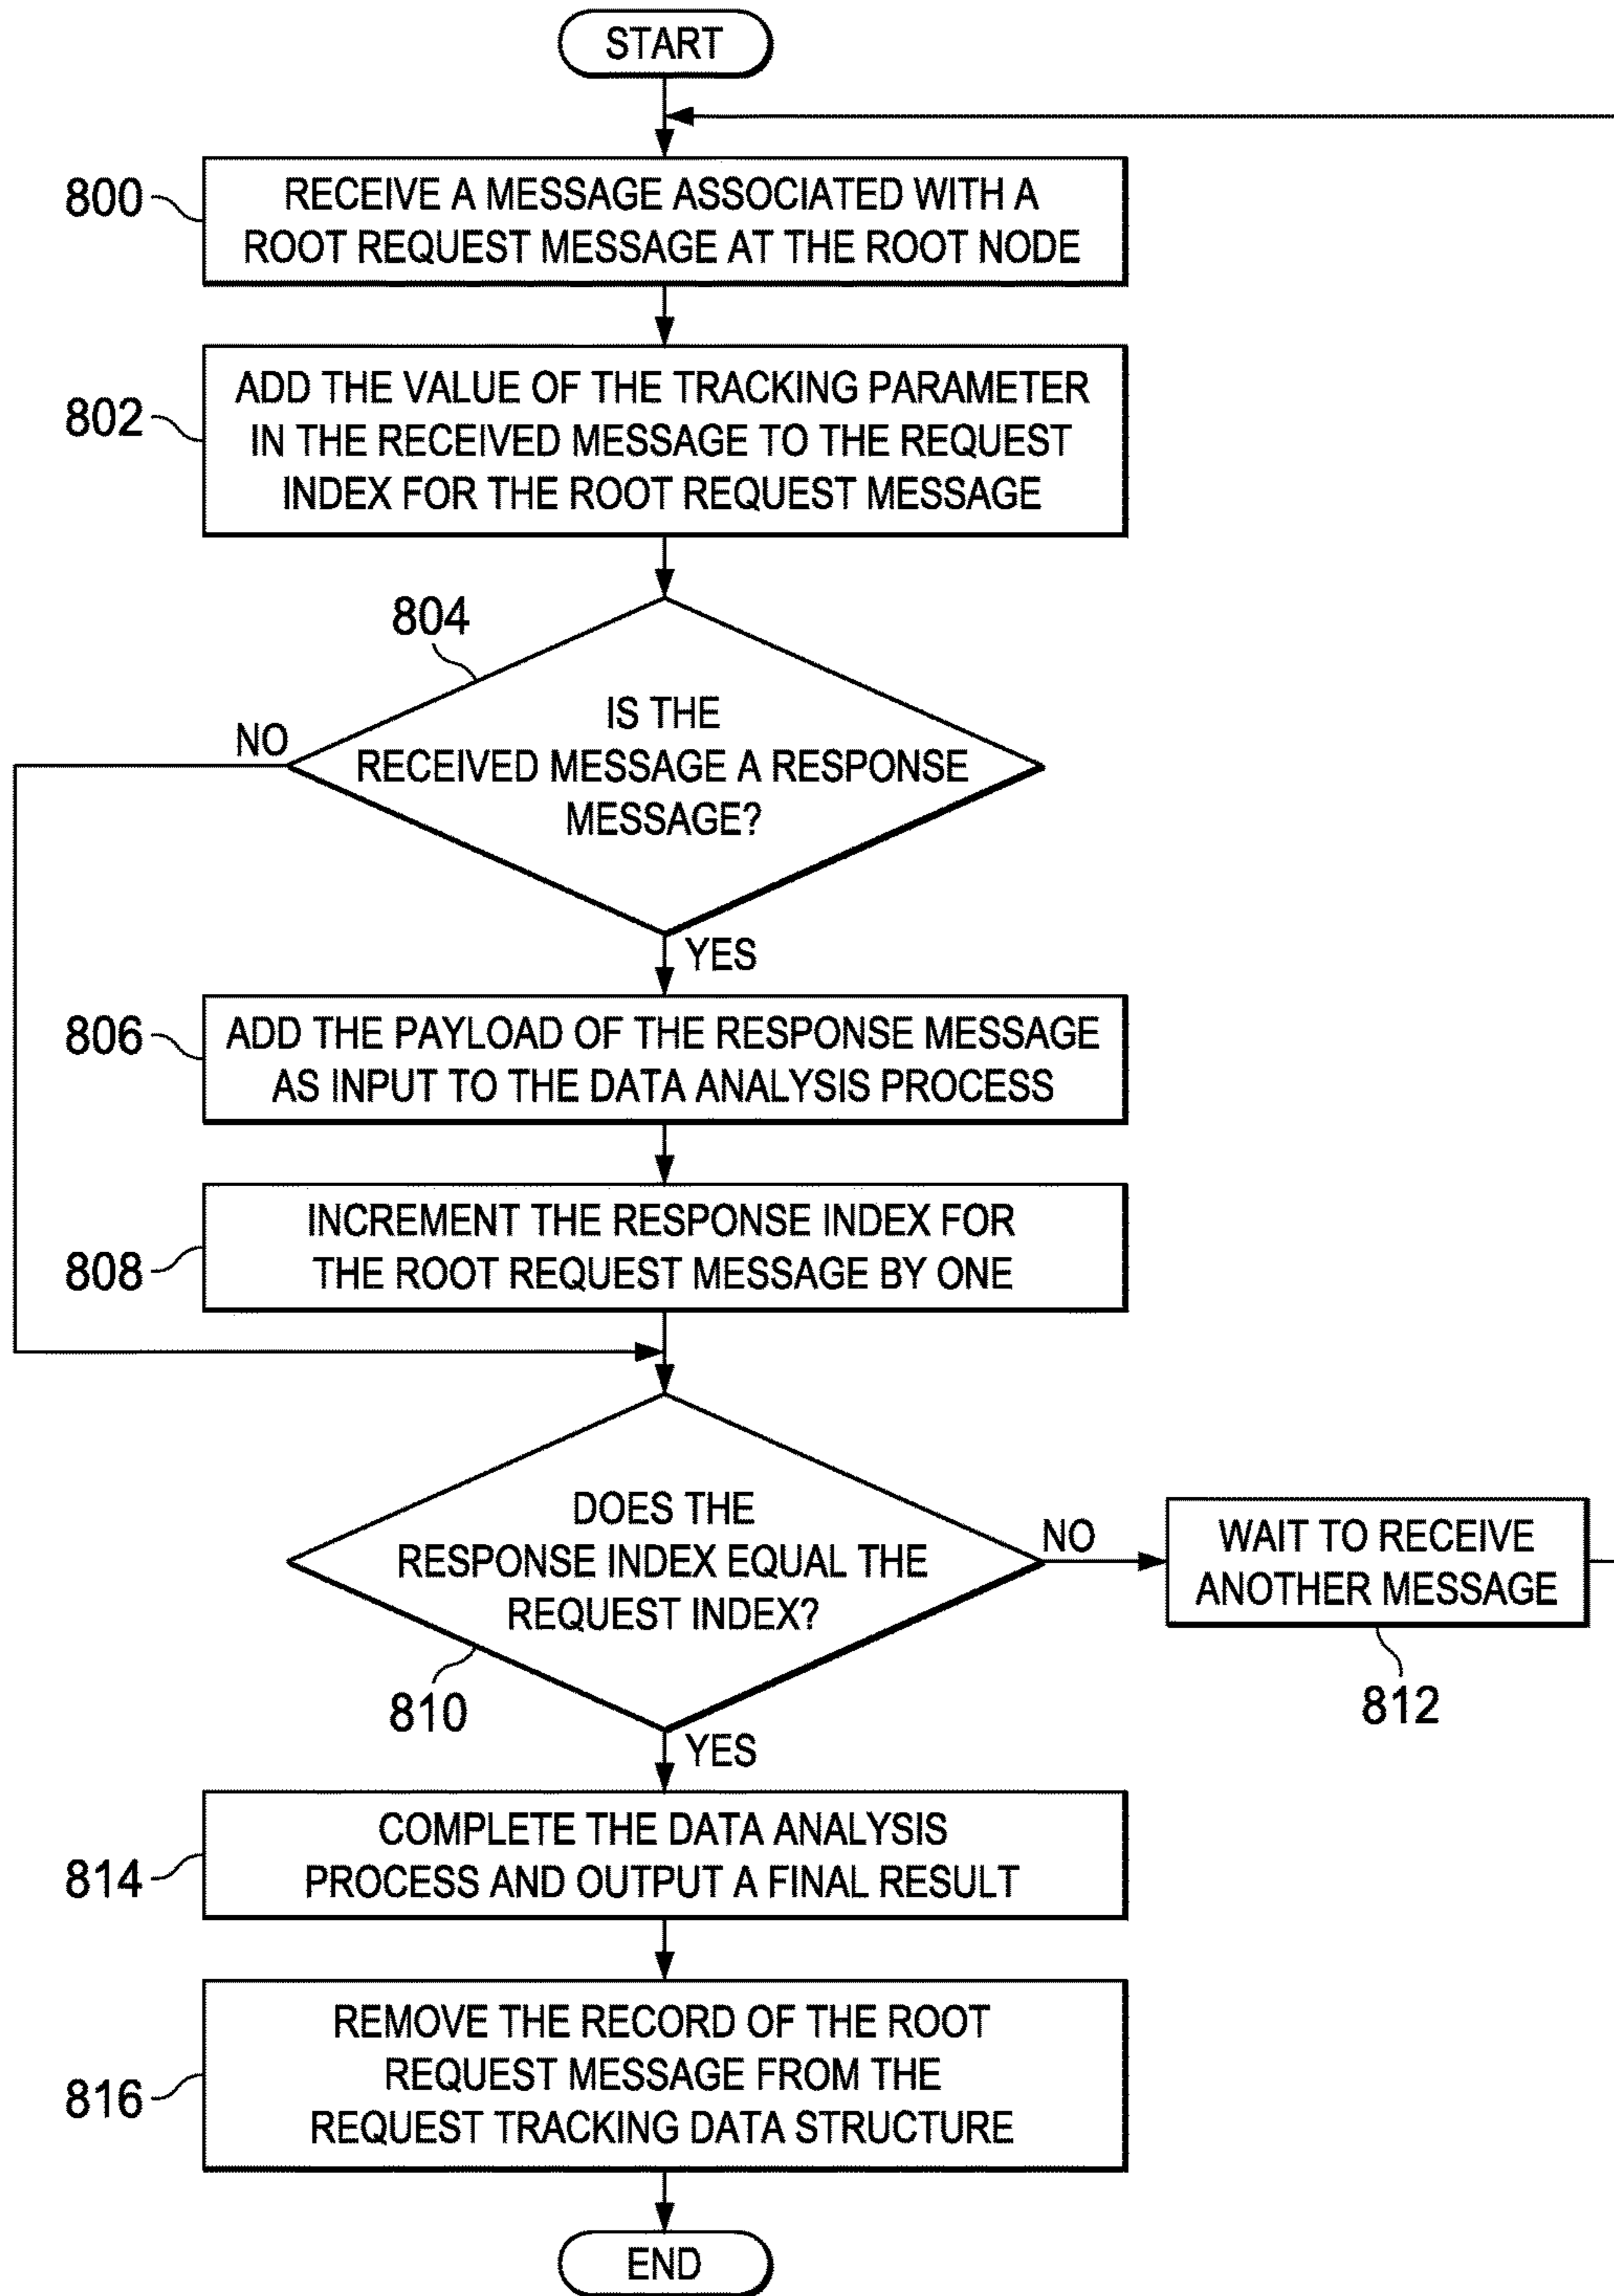 START
800
RECEIVE A MESSAGE ASSOCIATED WITH A
ROOT REQUEST MESSAGE AT THE ROOT NODE
802
ADD THE VALUE OF THE TRACKING PARAMETER
IN THE RECEIVED MESSAGE TO THE REQUEST
INDEX FOR THE ROOT REQUEST MESSAGE
804
NO
IS THE
RECEIVED MESSAGE A RESPONSE
MESSAGE?
YES
806
ADD THE PAYLOAD OF THE RESPONSE MESSAGE
AS INPUT TO THE DATA ANALYSIS PROCESS
808
INCREMENT THE RESPONSE INDEX FOR
THE ROOT REQUEST MESSAGE BY ONE
DOES THE
RESPONSE INDEX EQUAL THE
REQUEST INDEX?
NO
WAIT TO RECEIVE
ANOTHER MESSAGE
810
812
YES
814
COMPLETE THE DATA ANALYSIS
PROCESS AND OUTPUT A FINAL RESULT
816
REMOVE THE RECORD OF THE ROOT
REQUEST MESSAGE FROM THE
REQUEST TRACKING DATA STRUCTURE
END